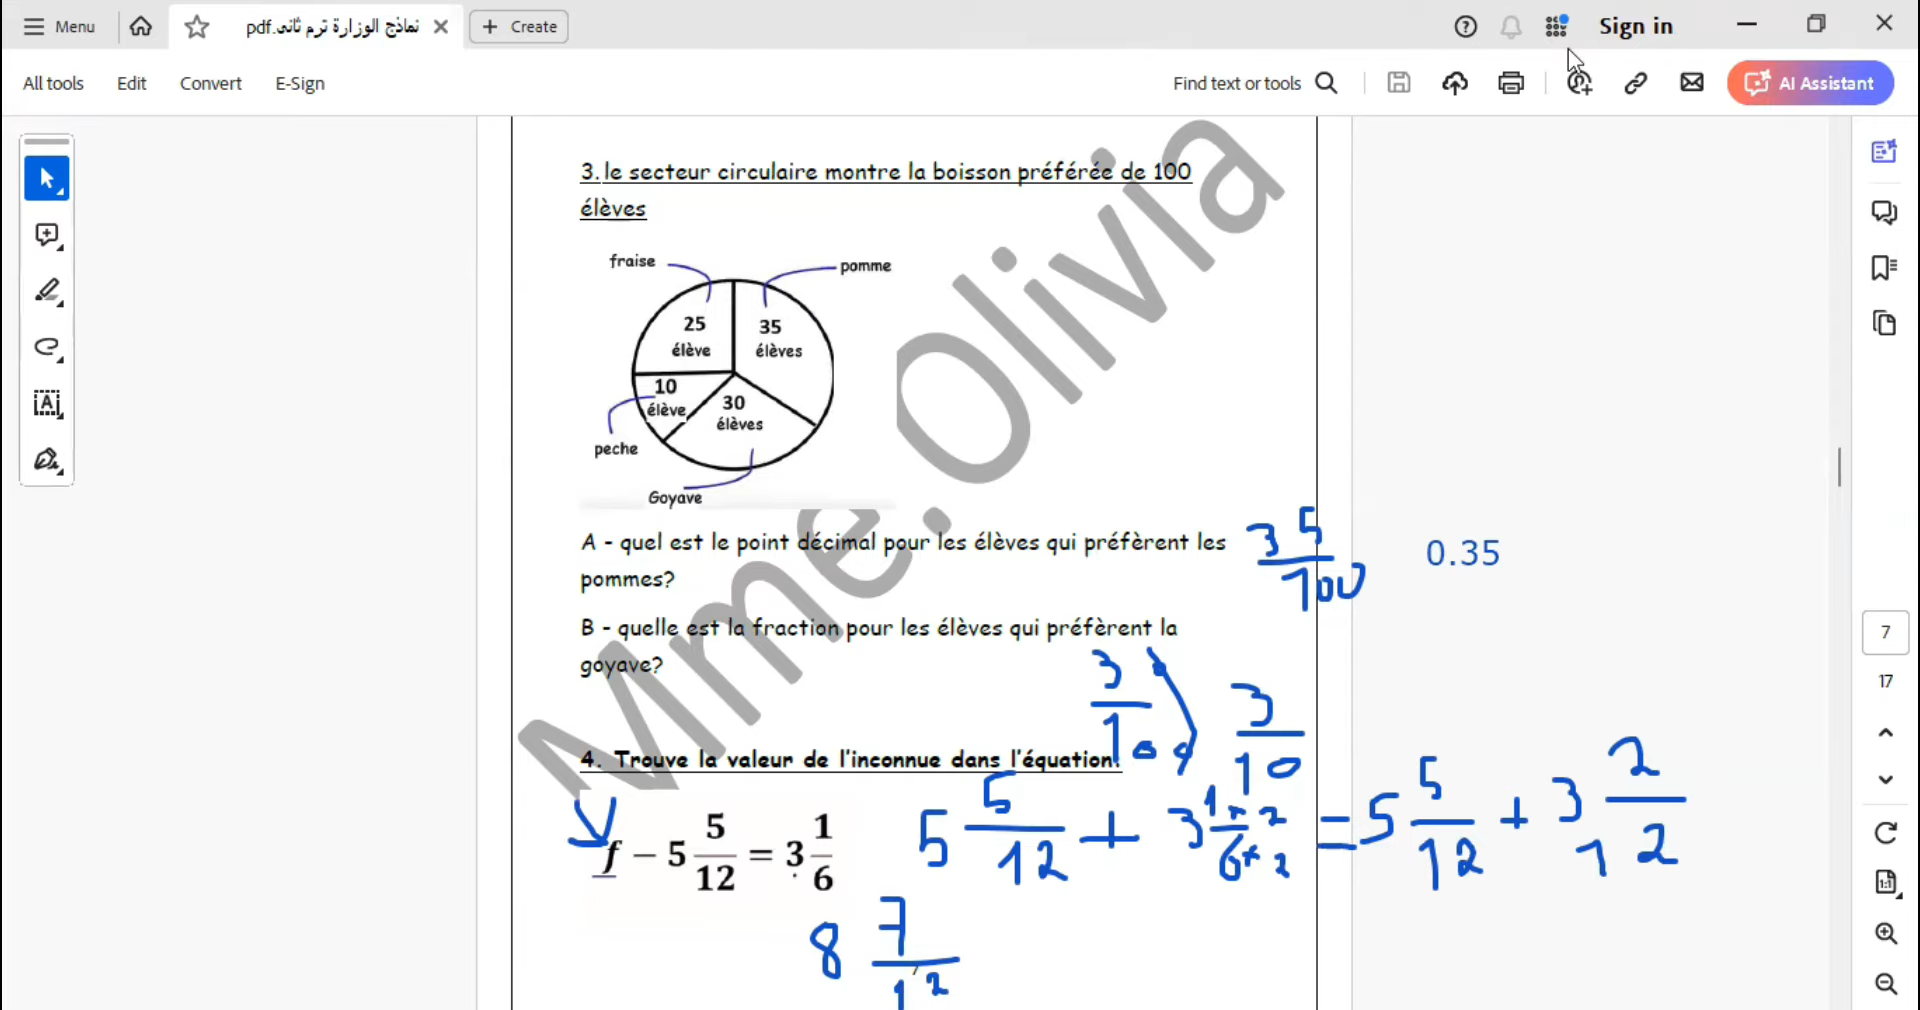 Menu
نماذج الوزارة ترم ثانى.pdf
+ Create
Sign in
All tools Edit Convert E-Sign
Find text or tools
AI Assistant
3. le secteur circulaire montre la boisson préférée de 100
élèves
fraise
pomme
25
élève
35
élèves
10
élève
30
élèves
peche
Goyave
A - quel est le point décimal pour les élèves qui préfèrent les
pommes?
35/100
0.35
B - quelle est la fraction pour les élèves qui préfèrent la
goyave?
3/10
3/10
4. Trouve la valeur de l'inconnue dans l'équation.
f − 5 5/12 = 3 1/6
5 5/12 + 3 1×2/6×2 = 5 5/12 + 3 2/12
8 7/12
Mme.Olivia
7
17